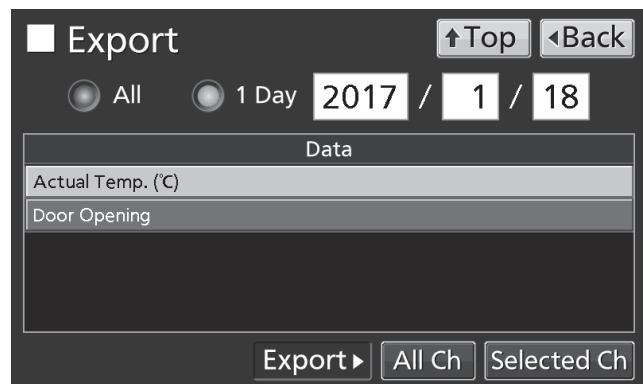 Export
↑Top
◂Back
All
1 Day 2017 / 1 / 18
Data
Actual Temp. (℃)
Door Opening
Export▸ All Ch Selected Ch